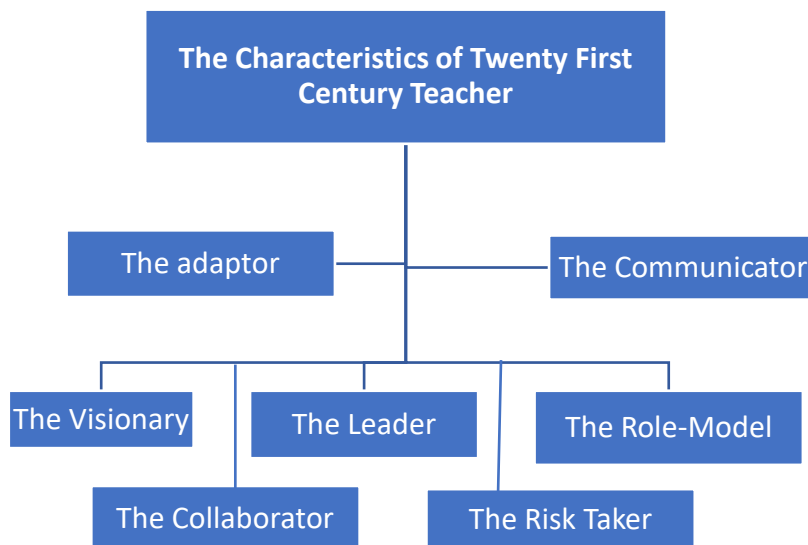 The Characteristics of Twenty First
Century Teacher
The adaptor
The Communicator
The Visionary
The Leader
The Role-Model
The Collaborator
The Risk Taker